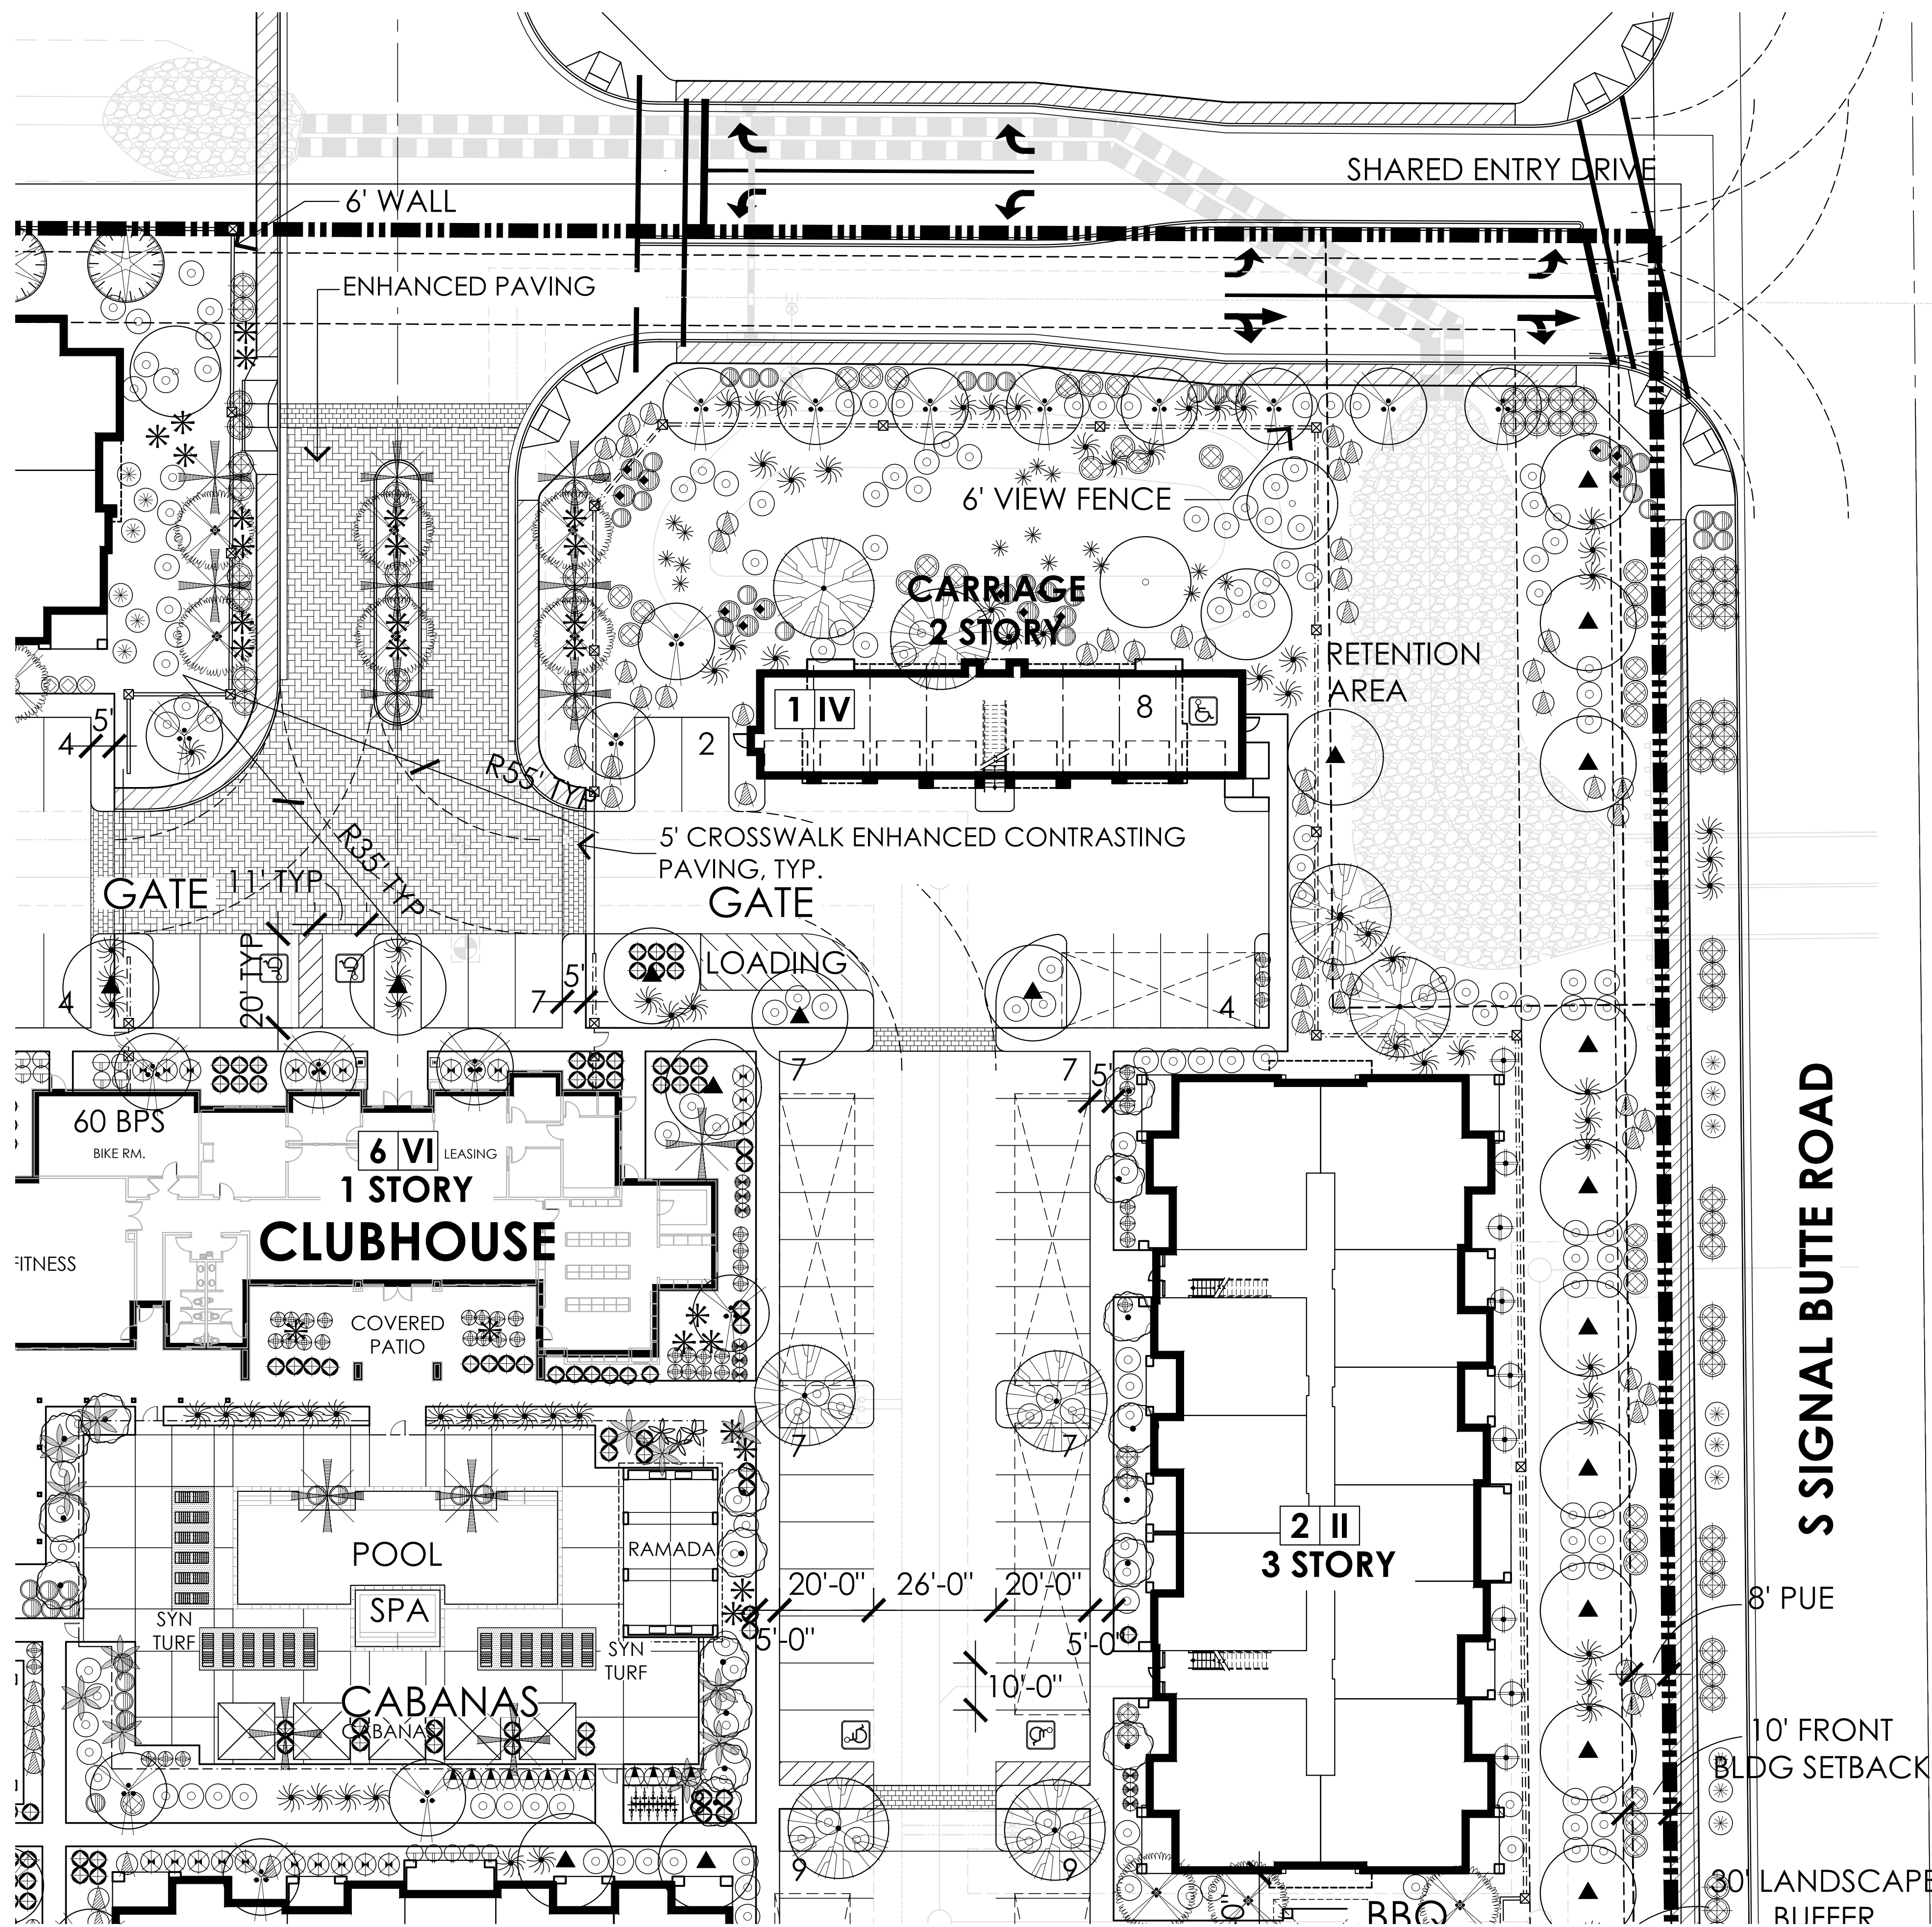 SHARED ENTRY DRIVE
6' WALL
ENHANCED PAVING
6' VIEW FENCE
CARRIAGE
2 STORY
RETENTION
AREA
1 IV
8
2
5'
4
R55' TYP
5' CROSSWALK ENHANCED CONTRASTING
PAVING, TYP.
R35' TYP
11' TYP
GATE
GATE
LOADING
20' TYP
4
5'
7
4
7
7
5'
60 BPS
BIKE RM.
6 VI
LEASING
1 STORY
CLUBHOUSE
FITNESS
COVERED
PATIO
S SIGNAL BUTTE ROAD
7
7
POOL
RAMADA
SPA
SYN
TURF
SYN
TURF
2 II
3 STORY
20'-0"
26'-0"
20'-0"
5'-0"
5'-0"
10'-0"
8' PUE
CABANAS
CABANAS
10' FRONT
BLDG SETBACK
9
9
30' LANDSCAPE
BUFFER
BBQ